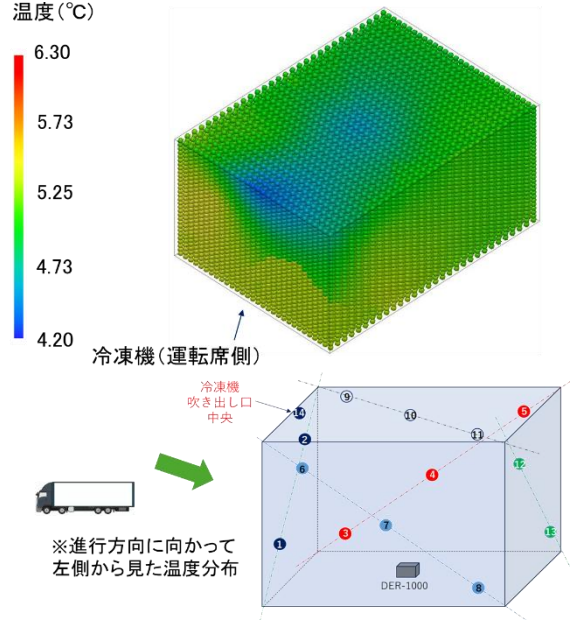 温度(℃)
6.30
5.73
5.25
4.73
4.20
冷凍機(運転席側)
冷凍機
吹き出し口
中央
14
9
5
10
2
11
12
6
4
7
3
13
1
※進行方向に向かって
左側から見た温度分布
DER-1000
8